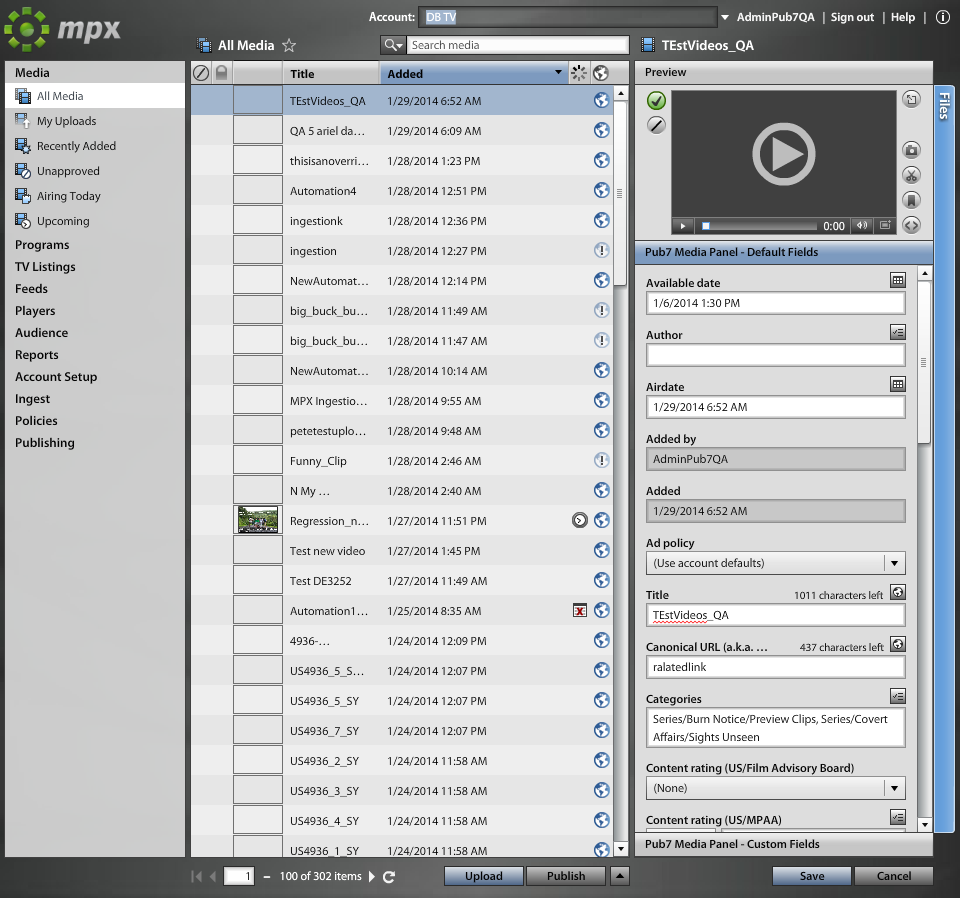 mpx
Account: DB TV
AdminPub7QA | Sign out | Help |
All Media
Search media
TEstVideos_QA
Media
All Media
My Uploads
Recently Added
Unapproved
Airing Today
Upcoming
Programs
TV Listings
Feeds
Players
Audience
Reports
Account Setup
Ingest
Policies
Publishing
Title Added
TEstVideos_QA 1/29/2014 6:52 AM
QA 5 ariel da... 1/29/2014 6:09 AM
thisisanoverri... 1/28/2014 1:23 PM
Automation4 1/28/2014 12:51 PM
ingestionk 1/28/2014 12:36 PM
ingestion 1/28/2014 12:27 PM
NewAutomat... 1/28/2014 12:14 PM
big_buck_bu... 1/28/2014 11:49 AM
big_buck_bu... 1/28/2014 11:47 AM
NewAutomat... 1/28/2014 10:14 AM
MPX Ingestio... 1/28/2014 9:55 AM
petetestuplo... 1/28/2014 9:48 AM
Funny_Clip 1/28/2014 2:46 AM
N My ... 1/28/2014 2:40 AM
Regression_n... 1/27/2014 11:51 PM
Test new video 1/27/2014 1:45 PM
Test DE3252 1/27/2014 11:49 AM
Automation1... 1/25/2014 8:35 AM
4936-... 1/24/2014 12:09 PM
US4936_5_S... 1/24/2014 12:07 PM
US4936_5_SY 1/24/2014 12:07 PM
US4936_7_SY 1/24/2014 12:07 PM
US4936_2_SY 1/24/2014 11:58 AM
US4936_3_SY 1/24/2014 11:58 AM
US4936_4_SY 1/24/2014 11:58 AM
US4936_1_SY 1/24/2014 11:58 AM
1 – 100 of 302 items
Upload
Publish
Preview
Files
0:00
Pub7 Media Panel - Default Fields
Available date
1/6/2014 1:30 PM
Author
Airdate
1/29/2014 6:52 AM
Added by
AdminPub7QA
Added
1/29/2014 6:52 AM
Ad policy
(Use account defaults)
Title 1011 characters left
TEstVideos_QA
Canonical URL (a.k.a. ... 437 characters left
ralatedlink
Categories
Series/Burn Notice/Preview Clips, Series/Covert
Affairs/Sights Unseen
Content rating (US/Film Advisory Board)
(None)
Content rating (US/MPAA)
Pub7 Media Panel - Custom Fields
Save
Cancel